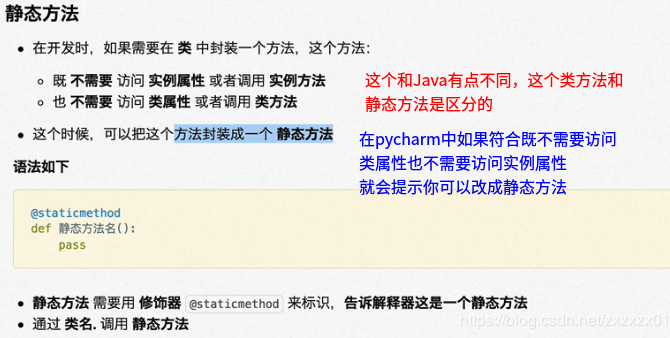 静态方法
在开发时，如果需要在 类 中封装一个方法，这个方法：
既 不需要 访问 实例属性 或者调用 实例方法
也 不需要 访问 类属性 或者调用 类方法
这个时候，可以把这个方法封装成一个 静态方法
这个和Java有点不同，这个类方法和
静态方法是区分的
在pycharm中如果符合既不需要访问
类属性也不需要访问实例属性
就会提示你可以改成静态方法
语法如下
@staticmethod
def 静态方法名():
    pass
静态方法 需要用 修饰器 @staticmethod 来标识，告诉解释器这是一个静态方法
通过 类名. 调用 静态方法
https://blog.csdn.net/zxzxzx01